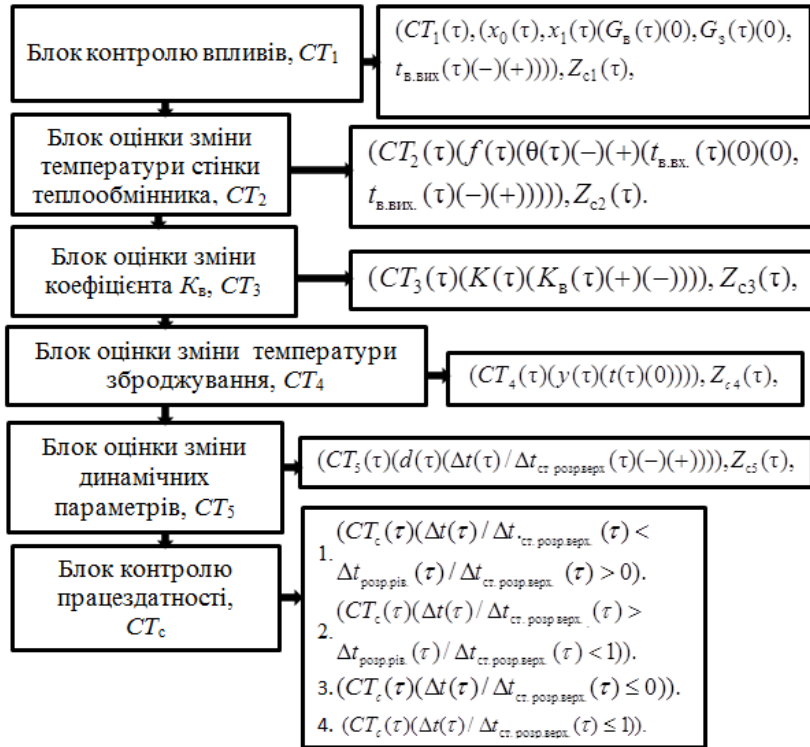 Блок контролю впливів, CT₁
(CT₁(τ),(x₀(τ),x₁(τ)(Gв(τ)(0),Gз(τ)(0),
tв.вих(τ)(−)(+)))),Zс1(τ),
Блок оцінки зміни
температури стінки
теплообмінника, CT₂
(CT₂(τ)(f(τ)(θ(τ)(−)(+)(tв.вх.(τ)(0)(0),
tв.вих.(τ)(−)(+))))),Zс2(τ).
Блок оцінки зміни
коефіцієнта Kв, CT₃
(CT₃(τ)(K(τ)(Kв(τ)(+)(−)))),Zс3(τ),
Блок оцінки зміни температури
зброджування, CT₄
(CT₄(τ)(y(τ)(t(τ)(0)))),Zс4(τ),
Блок оцінки зміни
динамічних
параметрів, CT₅
(CT₅(τ)(d(τ)(Δt(τ)/Δtст розр верх(τ)(−)(+)))),Zс5(τ),
Блок контролю
працездатності,
CTс
1. (CTс(τ)(Δt(τ)/Δt.ст. розр.верх.(τ)<
Δtрозр.рів.(τ)/Δtст. розр.верх.(τ)>0).
2. (CTс(τ)(Δt(τ)/Δtст. розр верх.(τ)>
Δtрозр.рів.(τ)/Δtст. розр.верх.(τ)<1)).
3. (CTс(τ)(Δt(τ)/Δtст. розр.верх.(τ)≤0)).
4. (CTс(τ)(Δt(τ)/Δtст.розр.верх.(τ)≤1)).